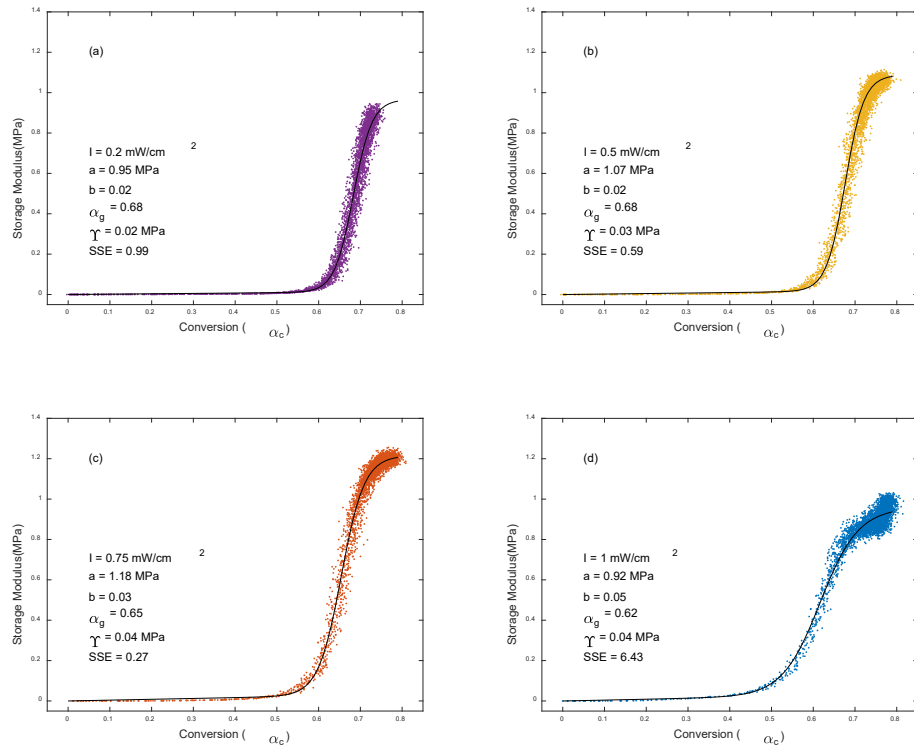 (a)
I = 0.2 mW/cm 2
a = 0.95 MPa
b = 0.02
α_g = 0.68
ϒ = 0.02 MPa
SSE = 0.99
Storage Modulus(MPa)
1.4
1.2
1
0.8
0.6
0.4
0.2
0
0 0.1 0.2 0.3 0.4 0.5 0.6 0.7 0.8
Conversion ( α_c)
(b)
I = 0.5 mW/cm 2
a = 1.07 MPa
b = 0.02
α_g = 0.68
ϒ = 0.03 MPa
SSE = 0.59
Storage Modulus(MPa)
1.4
1.2
1
0.8
0.6
0.4
0.2
0
0 0.1 0.2 0.3 0.4 0.5 0.6 0.7 0.8
Conversion ( α_c)
(c)
I = 0.75 mW/cm 2
a = 1.18 MPa
b = 0.03
α_g = 0.65
ϒ = 0.04 MPa
SSE = 0.27
Storage Modulus(MPa)
1.4
1.2
1
0.8
0.6
0.4
0.2
0
0 0.1 0.2 0.3 0.4 0.5 0.6 0.7 0.8
Conversion ( α_c)
(d)
I = 1 mW/cm 2
a = 0.92 MPa
b = 0.05
α_g = 0.62
ϒ = 0.04 MPa
SSE = 6.43
Storage Modulus(MPa)
1.4
1.2
1
0.8
0.6
0.4
0.2
0
0 0.1 0.2 0.3 0.4 0.5 0.6 0.7 0.8
Conversion ( α_c)